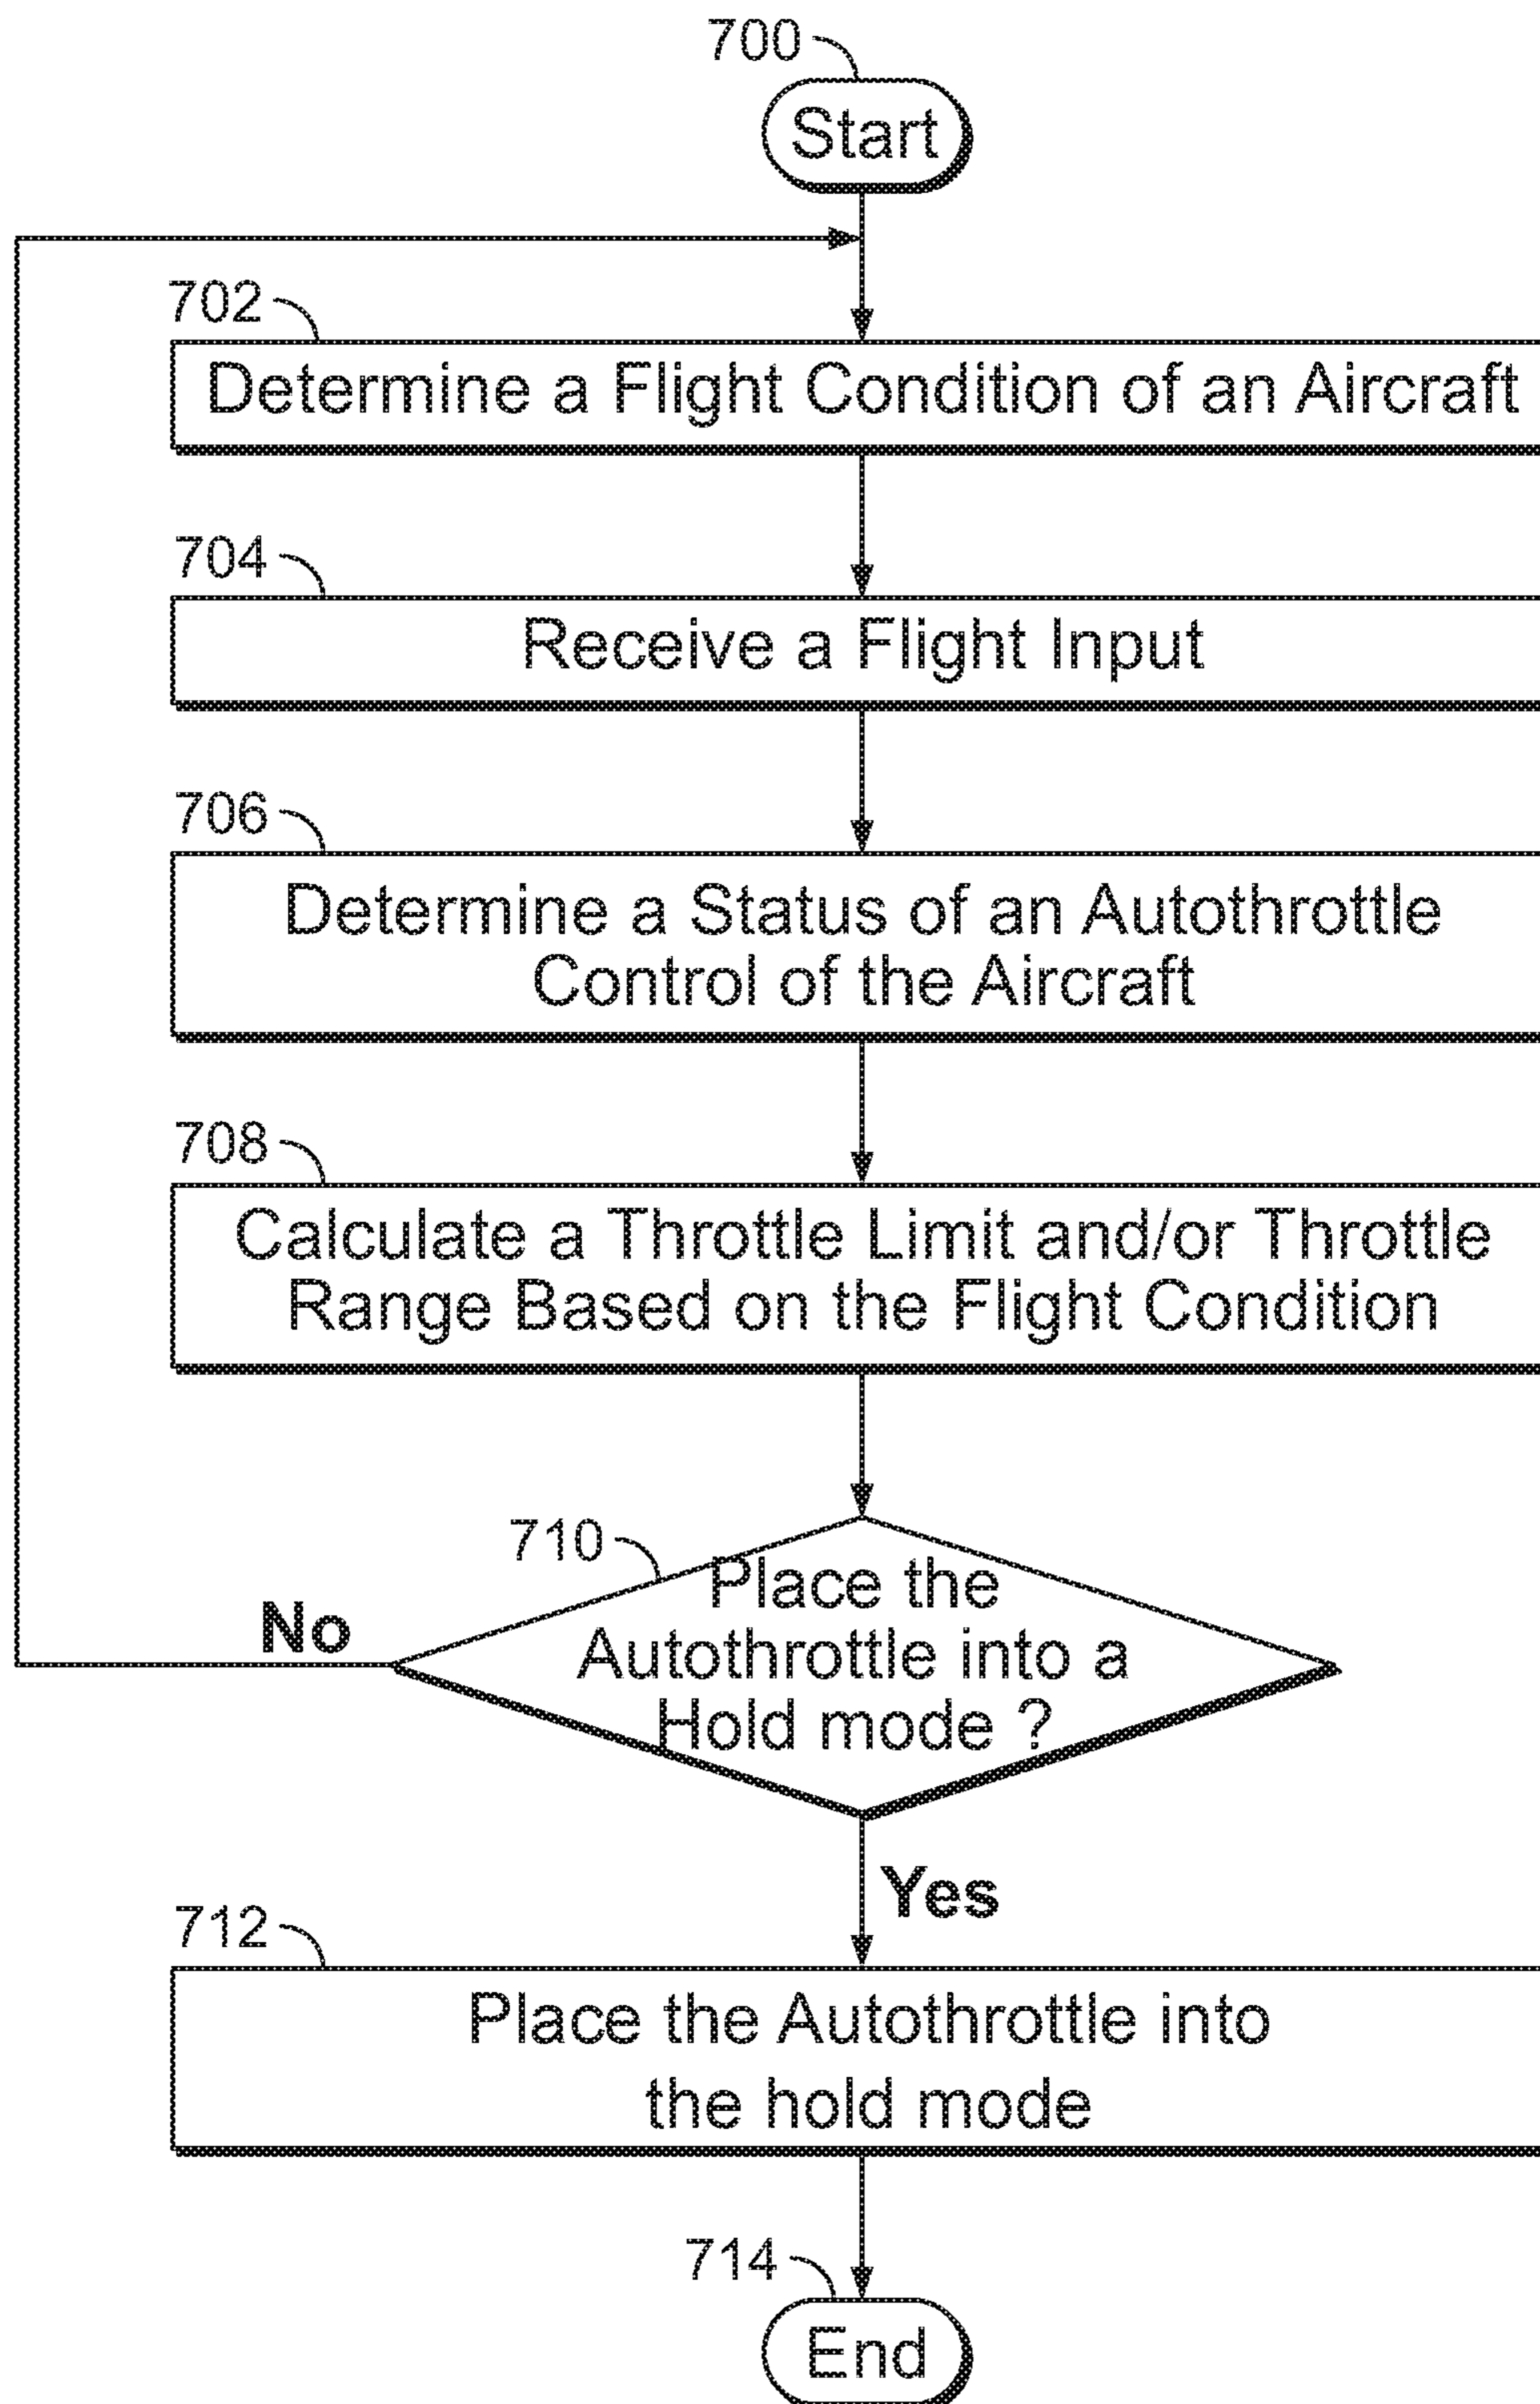 700
Start
702
Determine a Flight Condition of an Aircraft
704
Receive a Flight Input
706
Determine a Status of an Autothrottle
Control of the Aircraft
708
Calculate a Throttle Limit and/or Throttle
Range Based on the Flight Condition
710
Place the
Autothrottle into a
Hold mode ?
No
Yes
712
Place the Autothrottle into
the hold mode
714
End